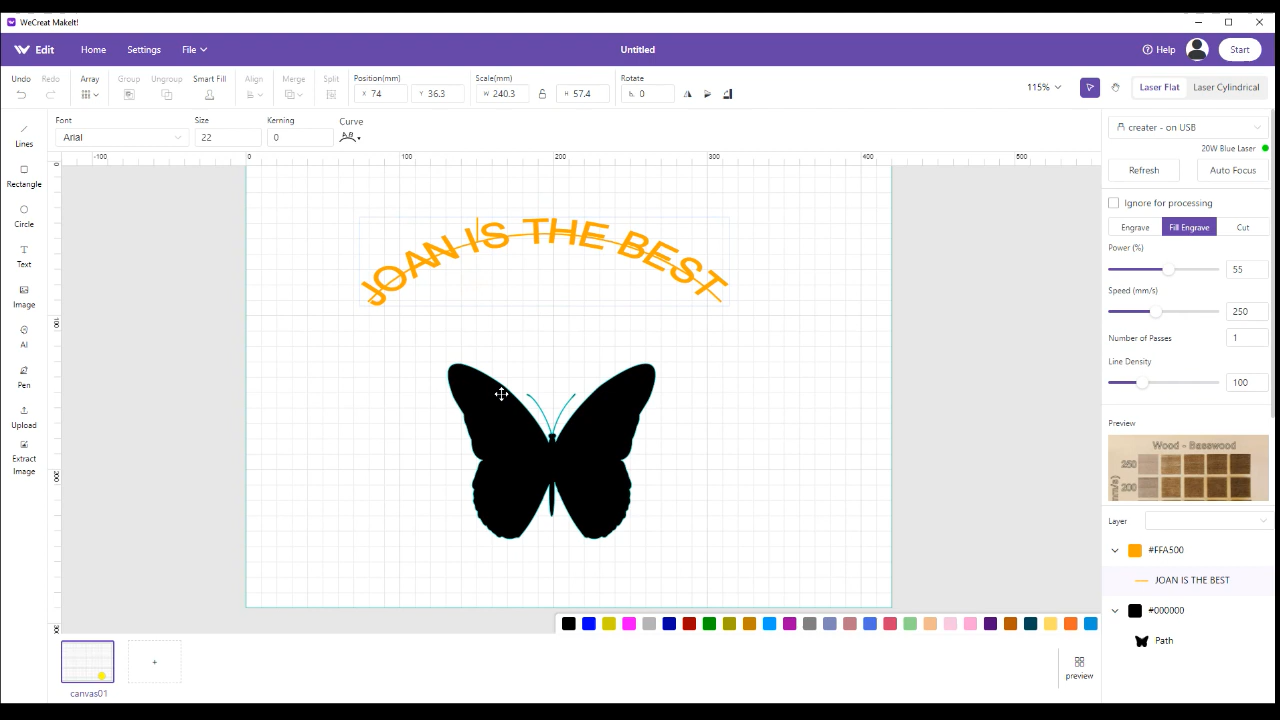 WeCreat MakeIt!
Edit Home Settings File Untitled Help Start
Undo Redo Array Group Ungroup Smart Fill Align Merge Split Position(mm) Scale(mm) Rotate
X 74 Y 36.3 W 240.3 H 57.4 0 115% Laser Flat Laser Cylindrical
Font Size Kerning Curve
Arial 22 0
creater - on USB
20W Blue Laser
Refresh Auto Focus
Ignore for processing
Engrave Fill Engrave Cut
Power (%)
55
Speed (mm/s)
250
Number of Passes 1
Line Density
100
Preview
Wood - Basswood
250
200
mm/s)
Layer
#FFA500
JOAN IS THE BEST
#000000
Path
Lines
Rectangle
Circle
Text
Image
AI
Pen
Upload
Extract
Image
-100 0 100 200 300 400 500
0
100
200
300
JOAN IS THE BEST
canvas01
+
preview